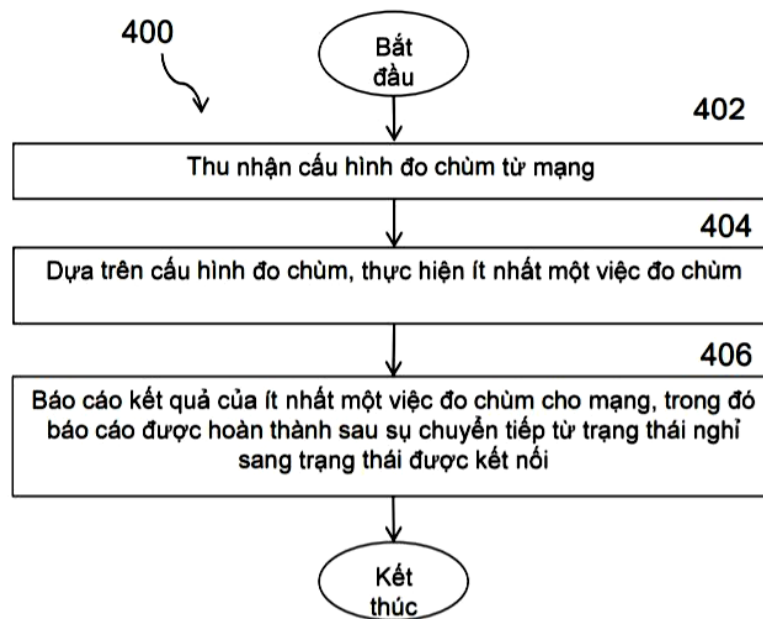 400
Bắt
đầu
402
Thu nhận cấu hình đo chùm từ mạng
404
Dựa trên cấu hình đo chùm, thực hiện ít nhất một việc đo chùm
406
Báo cáo kết quả của ít nhất một việc đo chùm cho mạng, trong đó
báo cáo được hoàn thành sau sụ chuyển tiếp từ trạng thái nghỉ
sang trạng thái được kết nối
Kết
thúc